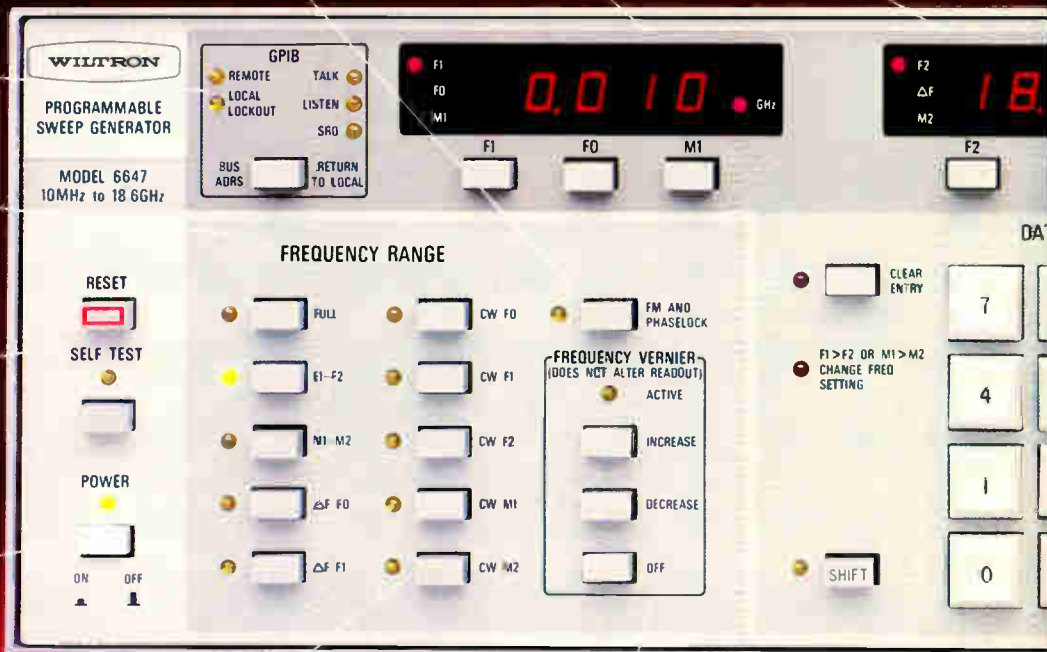 WILTRON
PROGRAMMABLE
SWEEP GENERATOR
MODEL 6647
10MHz to 18.6GHz
GPIB
REMOTE
TALK
LOCAL
LOCKOUT
LISTEN
SRQ
BUS
ADRS
RETURN
TO LOCAL
F1
F0
M1
0.010
GHz
F1
F0
M1
F2
ΔF
M2
18.
F2
RESET
SELF TEST
POWER
ON
OFF
FREQUENCY RANGE
FULL
F1-F2
M1-M2
ΔF F0
ΔF F1
CW F0
CW F1
CW F2
CW M1
CW M2
FM AND
PHASELOCK
FREQUENCY VERNIER
(DOES NCT ALTER READOUT)
ACTIVE
INCREASE
DECREASE
OFF
DAT
CLEAR
ENTRY
F1>F2 OR M1>M2
CHANGE FREQ
SETTING
SHIFT
7
4
1
0